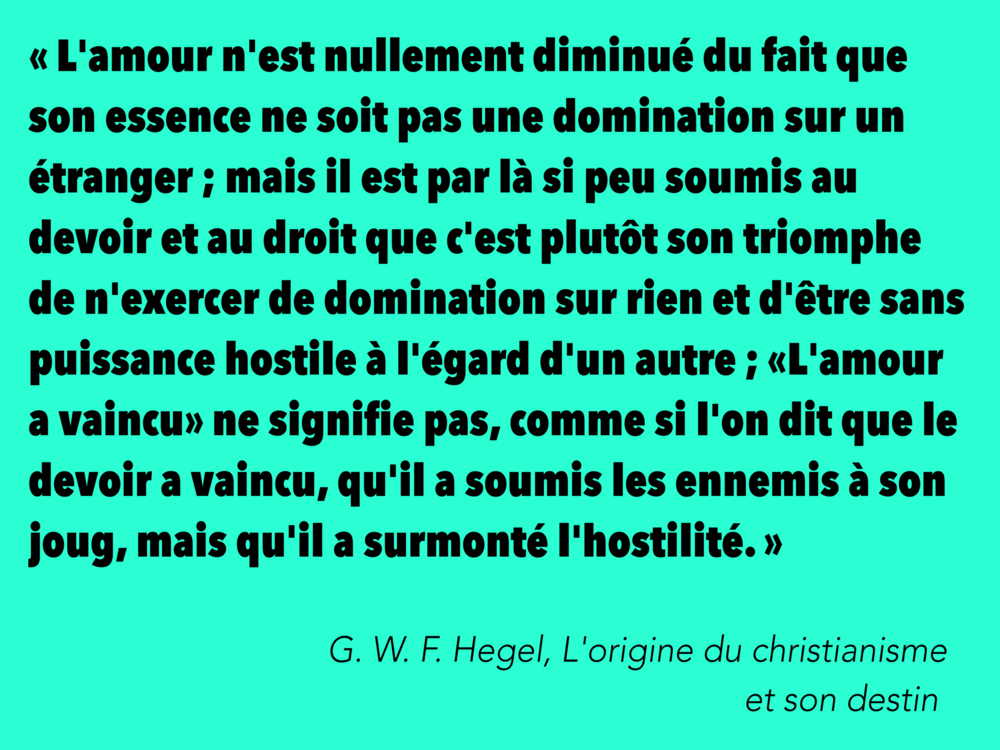 « L'amour n'est nullement diminué du fait que
son essence ne soit pas une domination sur un
étranger ; mais il est par là si peu soumis au
devoir et au droit que c'est plutôt son triomphe
de n'exercer de domination sur rien et d'être sans
puissance hostile à l'égard d'un autre ; «L'amour
a vaincu» ne signifie pas, comme si l'on dit que le
devoir a vaincu, qu'il a soumis les ennemis à son
joug, mais qu'il a surmonté l'hostilité. »
G. W. F. Hegel, L'origine du christianisme
et son destin